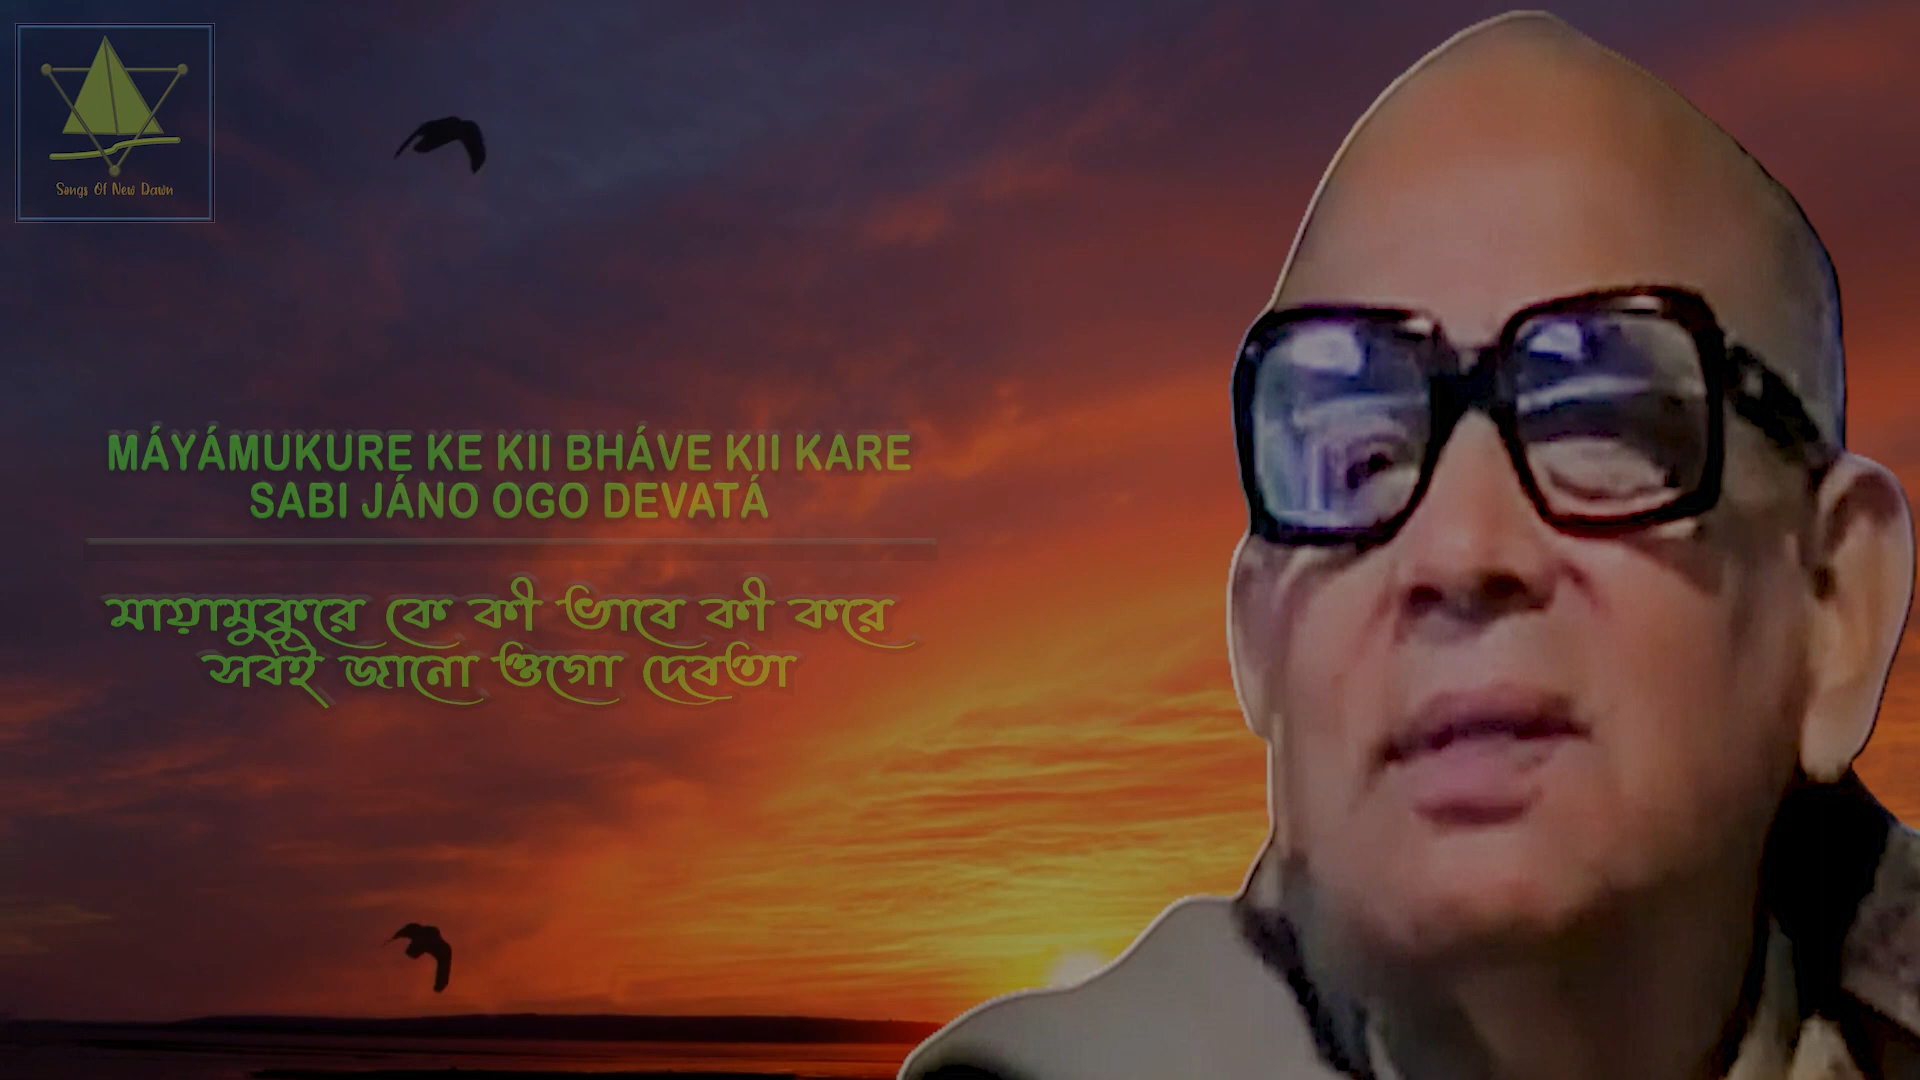 Songs Of New Dawn
MÁYÁMUKURE KE KII BHÁVE KII KARE
SABI JÁNO OGO DEVATÁ
মায়ামুকুরে কে কী ভাবে কী করে
সবই জানো ওগো দেবতা